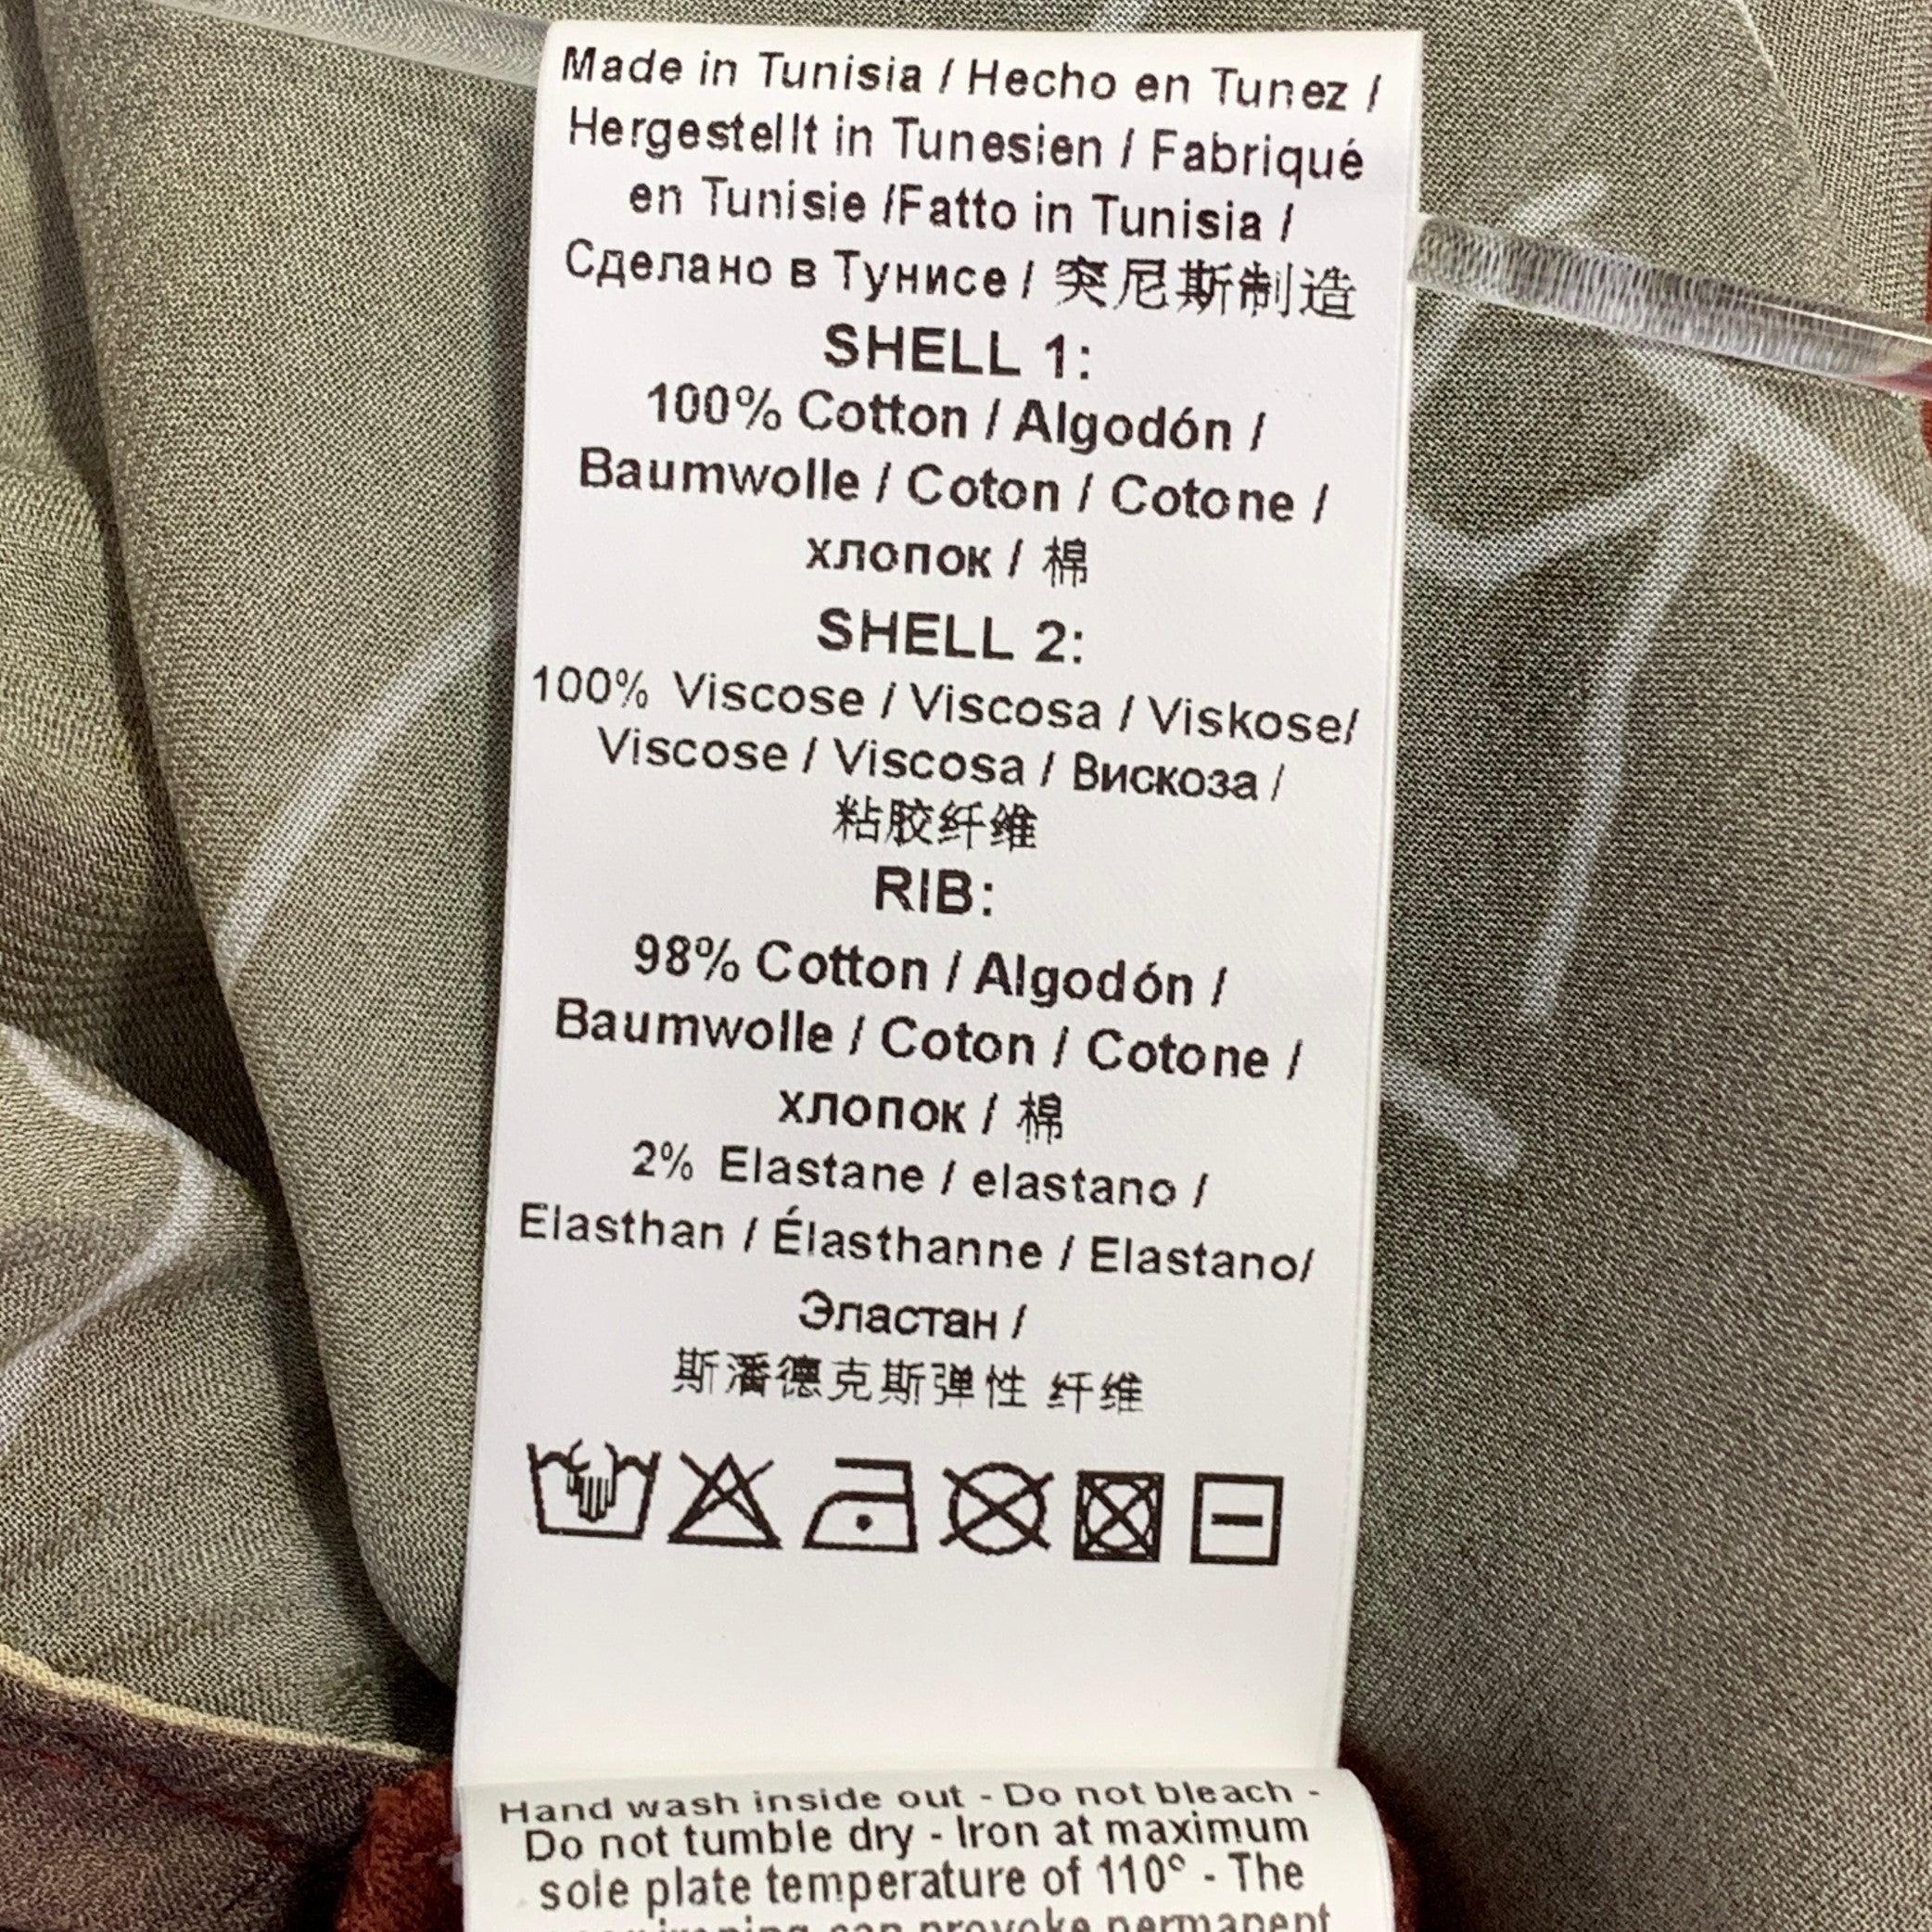 Made in Tunisia / Hecho en Tunez /
Hergestellt in Tunesien / Fabriqué
en Tunisie /Fatto in Tunisia /
Сделано в Тунисе / 突尼斯制造
SHELL 1:
100% Cotton / Algodón /
Baumwolle / Coton / Cotone /
хлопок / 棉
SHELL 2:
100% Viscose / Viscosa / Viskose/
Viscose / Viscosa / Вискоза /
粘胶纤维
RIB:
98% Cotton / Algodón /
Baumwolle / Coton / Cotone /
хлопок / 棉
2% Elastane / elastano /
Elasthan / Élasthanne / Elastano/
Эластан /
斯潘德克斯弹性 纤维
Hand wash inside out - Do not bleach -
Do not tumble dry - Iron at maximum
sole plate temperature of 110° - The
can provoke permanent